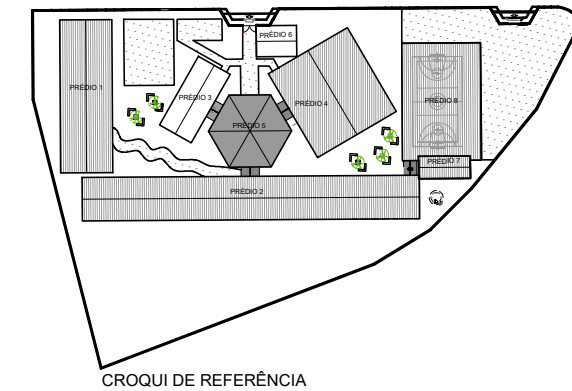 PRÉDIO 6
PRÉDIO 1
PRÉDIO 3
PRÉDIO 4
PRÉDIO 8
PRÉDIO 5
PRÉDIO 7
PRÉDIO 2
CROQUI DE REFERÊNCIA